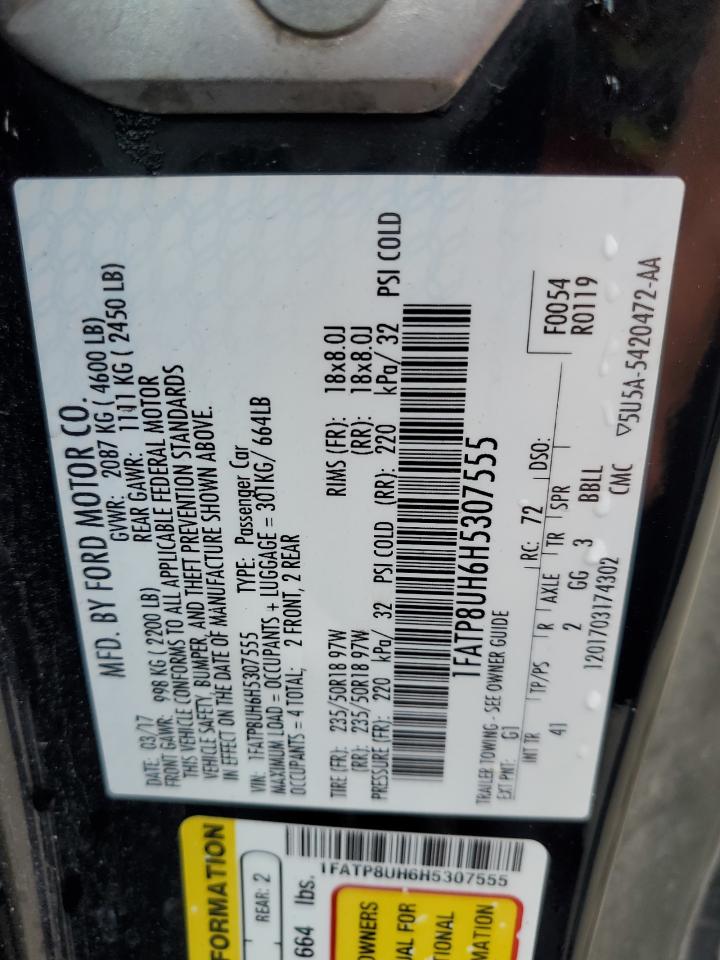 MFD. BY FORD MOTOR CO.
DATE: 03/17 GVWR: 2087 KG ( 4600 LB)
FRONT GAWR: 998 KG ( 2200 LB) REAR GAWR: 1111 KG ( 2450 LB)
THIS VEHICLE CONFORMS TO ALL APPLICABLE FEDERAL MOTOR
VEHICLE SAFETY, BUMPER, AND THEFT PREVENTION STANDARDS
IN EFFECT ON THE DATE OF MANUFACTURE SHOWN ABOVE.
VIN: 1FATP8UH6H5307555 TYPE: Passenger Car
MAXIMUM LOAD = OCCUPANTS + LUGGAGE = 301KG/ 664LB
OCCUPANTS = 4 TOTAL: 2 FRONT, 2 REAR
TIRE (FR): 235/50R18 97W RIMS (FR): 18x8.0J
(RR): 235/50R18 97W (RR): 18x8.0J
PRESSURE (FR): 220 kPa/ 32 PSI COLD (RR): 220 kPa/ 32 PSI COLD
1FATP8UH6H5307555
TRAILER TOWING - SEE OWNER GUIDE
EXT PNT: G1 RC: 72 DSO:
INT TR TP/PS R AXLE TR SPR
41 2 GG 3 BBLL
F0054
R0119
1201703174302 CMC
▽5U5A-5420472-AA
FORMATION
REAR: 2
664 lbs.
1FATP8UH6H5307555
OWNERS
UAL FOR
TIONAL
MATION